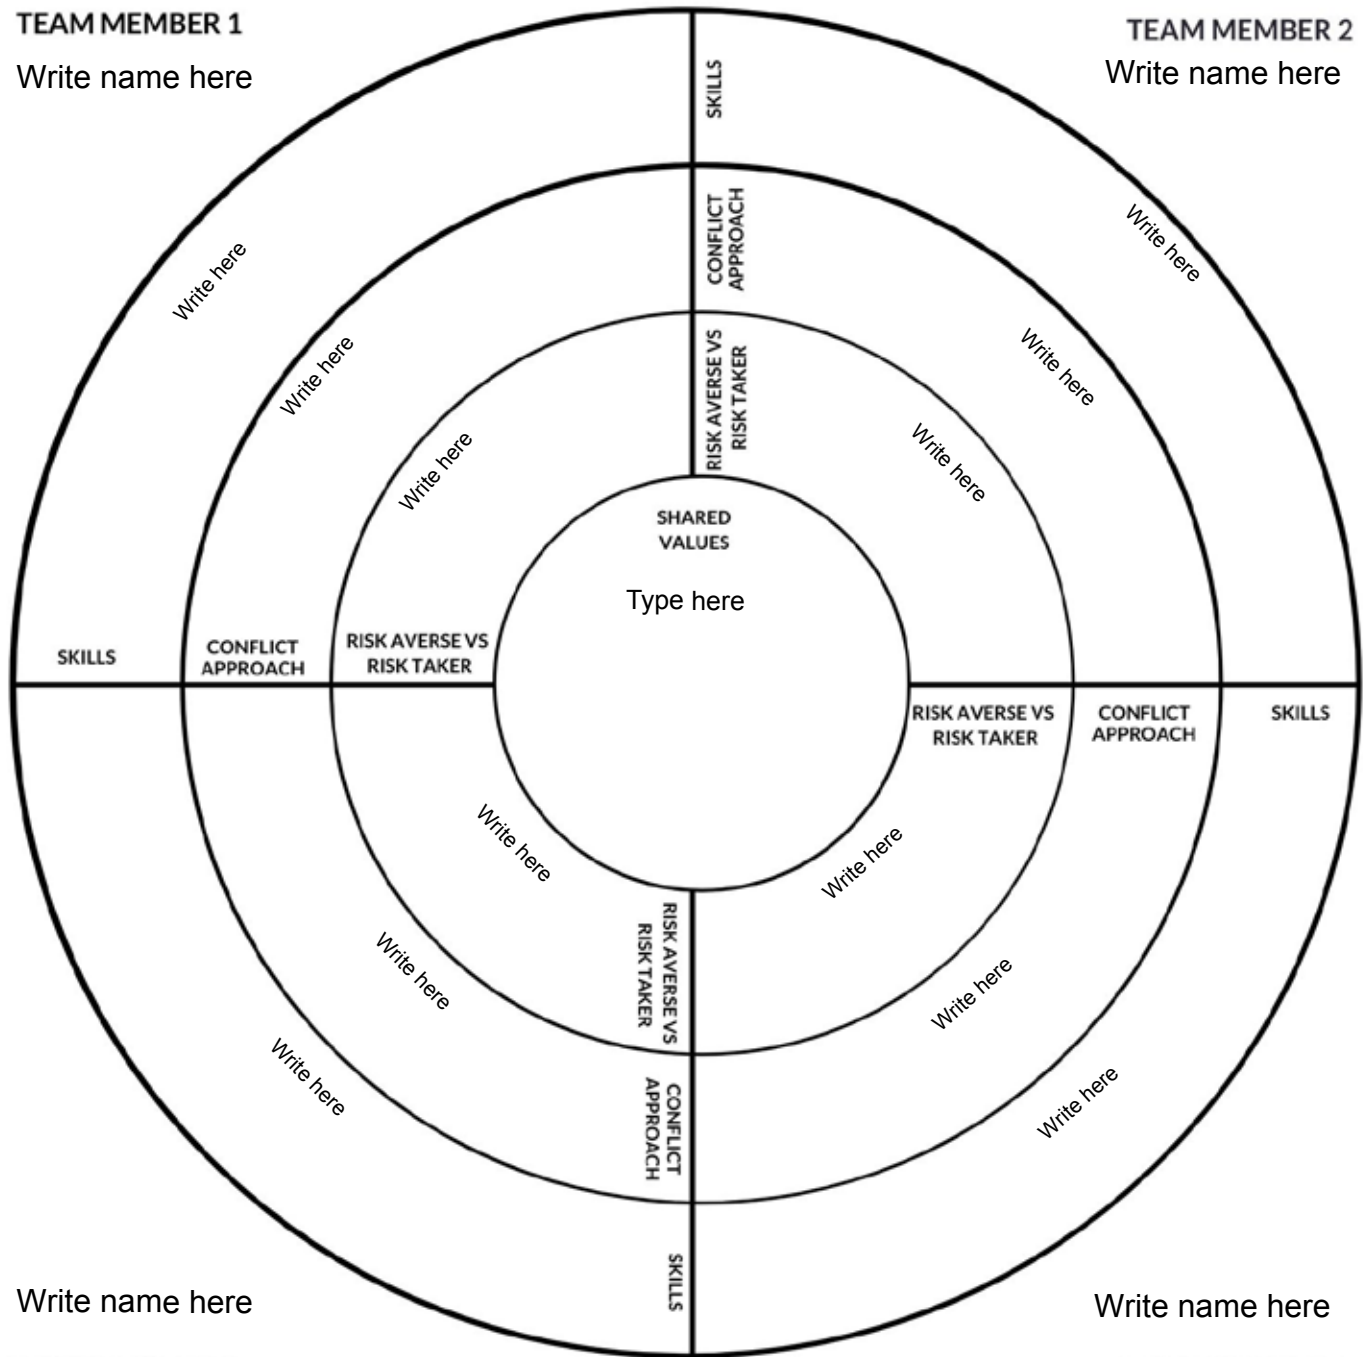 TEAM MEMBER 1
Write name here
TEAM MEMBER 2
Write name here
SKILLS
CONFLICT
APPROACH
RISK AVERSE VS
RISK TAKER
Write here
Write here
Write here
Write here
Write here
Write here
SHARED
VALUES
Type here
SKILLS
CONFLICT
APPROACH
RISK AVERSE VS
RISK TAKER
RISK AVERSE VS
RISK TAKER
CONFLICT
APPROACH
SKILLS
Write here
Write here
Write here
Write here
Write here
Write here
RISK AVERSE VS
RISK TAKER
CONFLICT
APPROACH
SKILLS
Write name here
Write name here